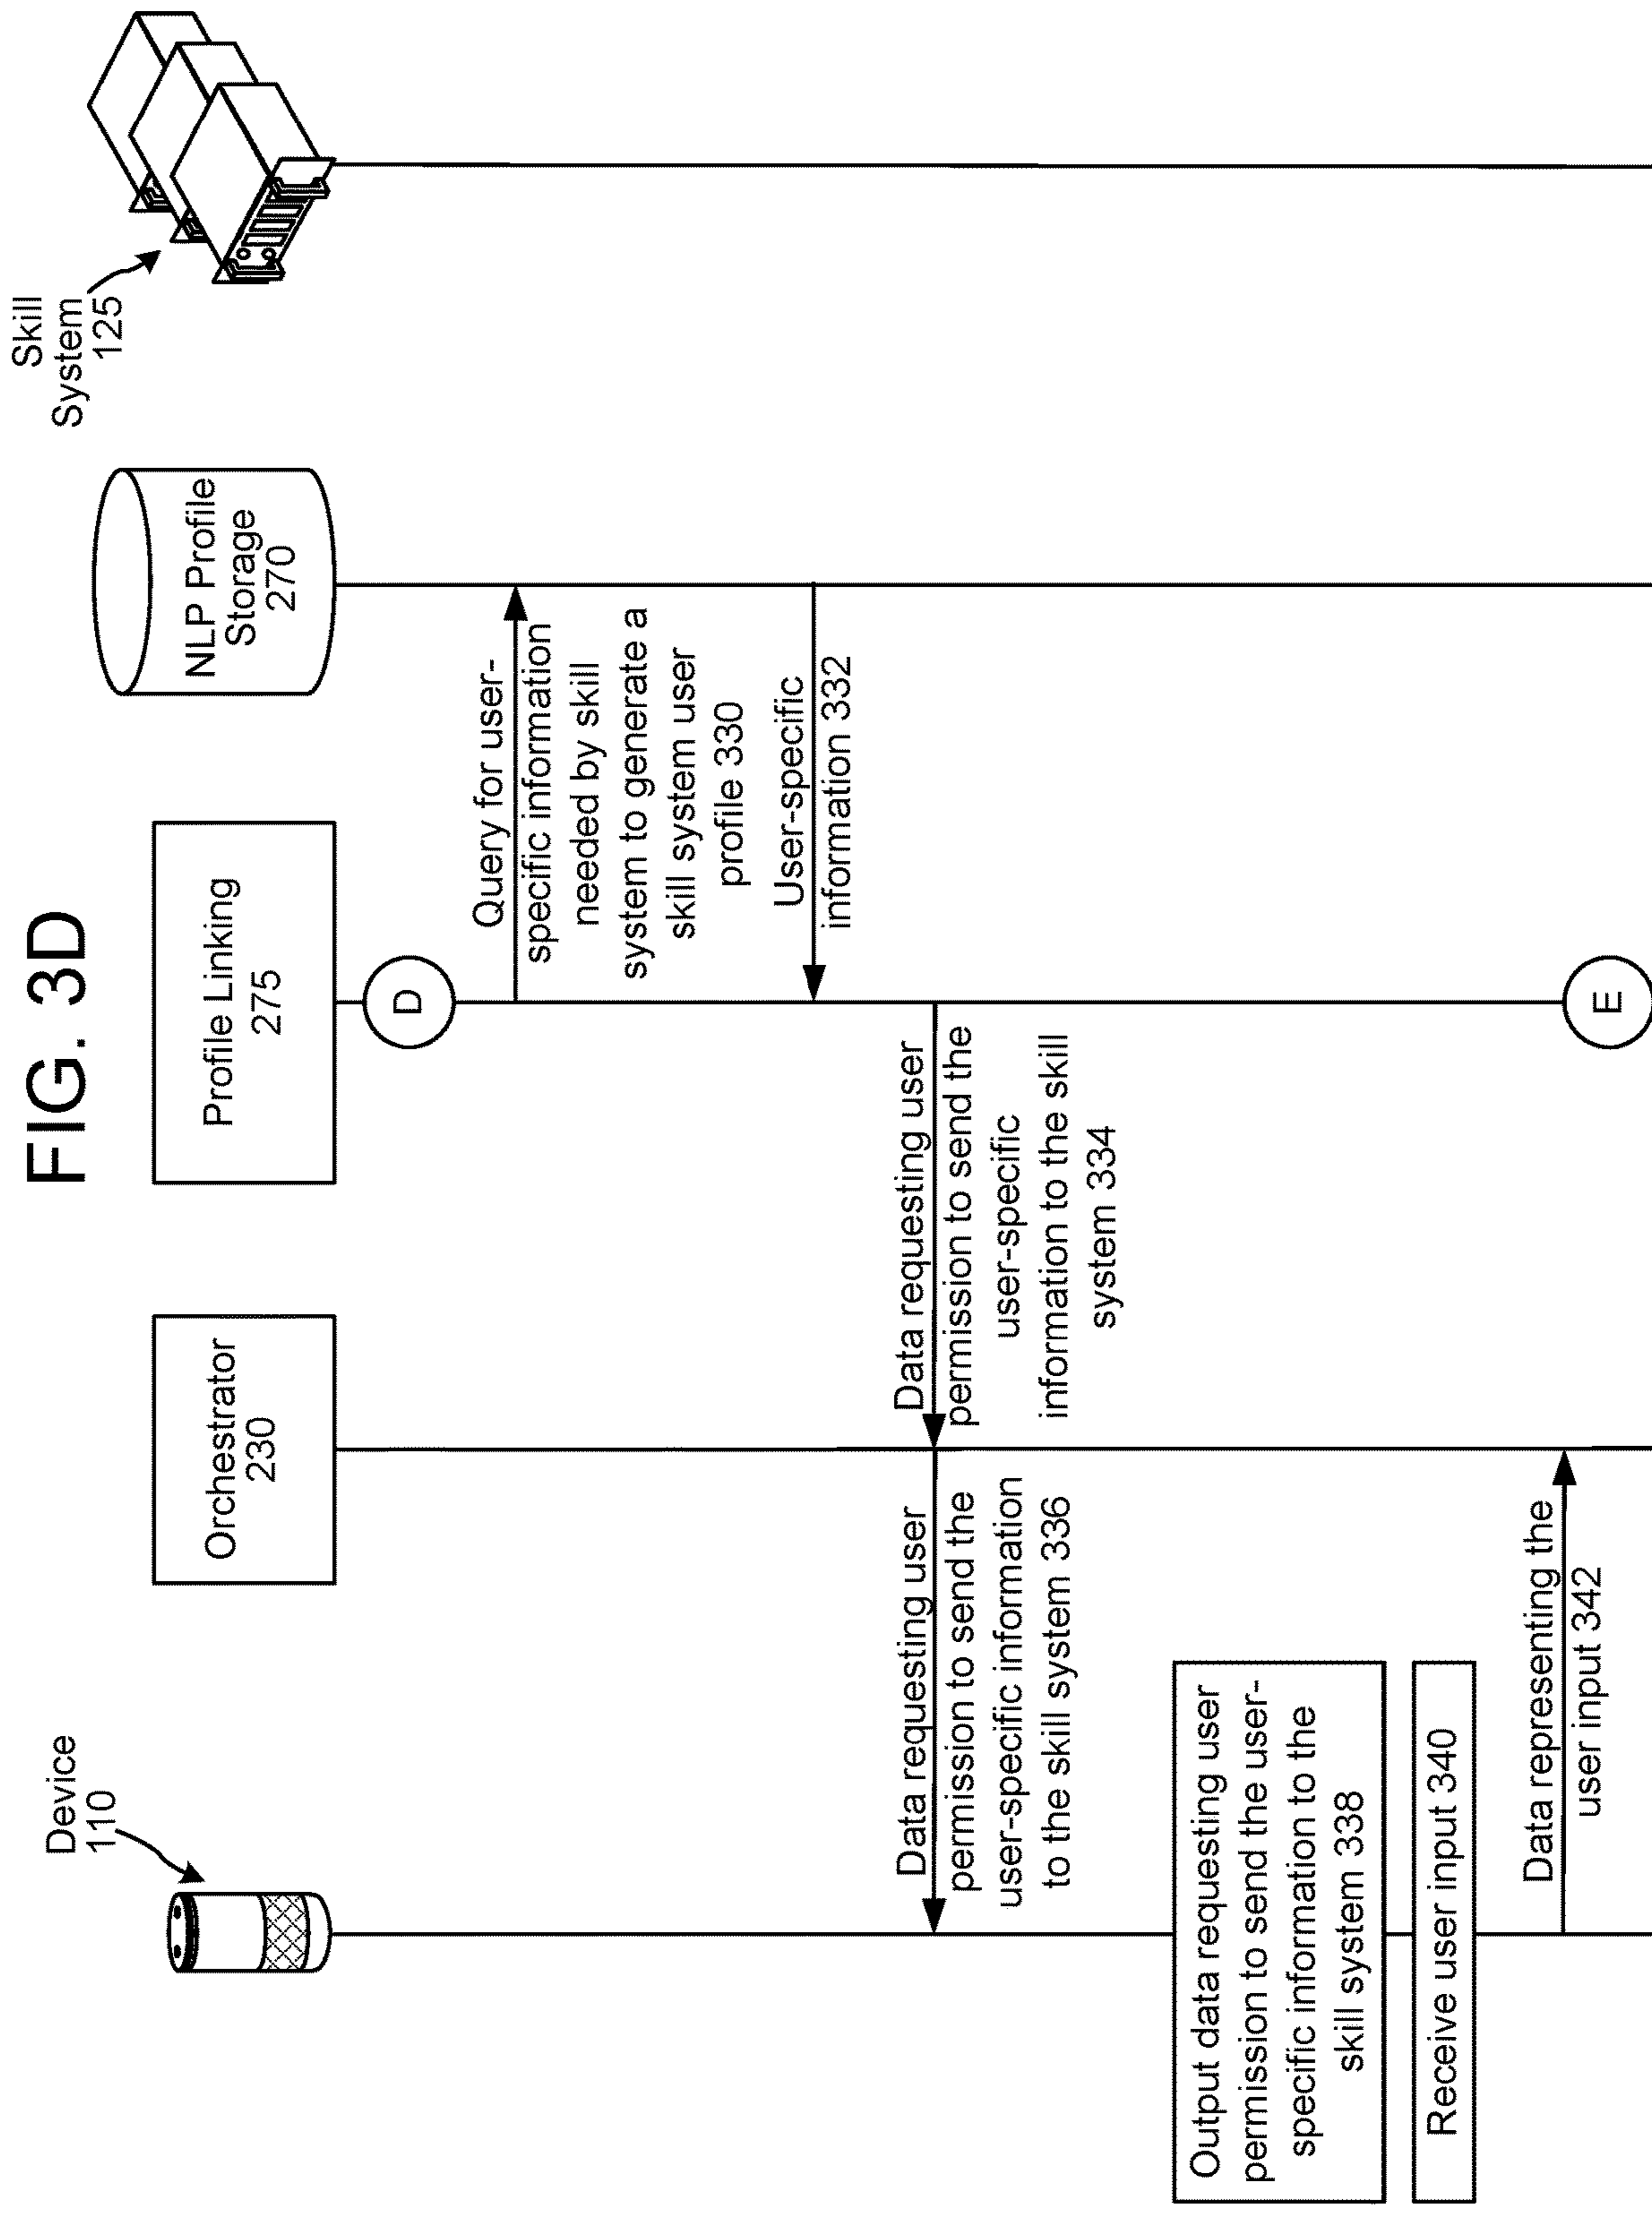 FIG. 3D
Device
110
Orchestrator
230
Profile Linking
275
NLP Profile
Storage
270
Skill
System
125
D
Query for user-
specific information
needed by skill
system to generate a
skill system user
profile 330
User-specific
information 332
Data requesting user
permission to send the
user-specific
information to the skill
system 334
Data requesting user
permission to send the
user-specific information
to the skill system 336
Output data requesting user
permission to send the user-
specific information to the
skill system 338
Receive user input 340
Data representing the
user input 342
E